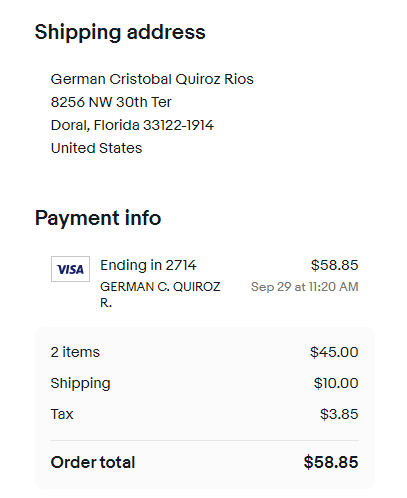 Shipping address
German Cristobal Quiroz Rios
8256 NW 30th Ter
Doral, Florida 33122-1914
United States
Payment info
VISA Ending in 2714 $58.85
GERMAN C. QUIROZ Sep 29 at 11:20 AM
R.
2 items $45.00
Shipping $10.00
Tax $3.85
Order total $58.85